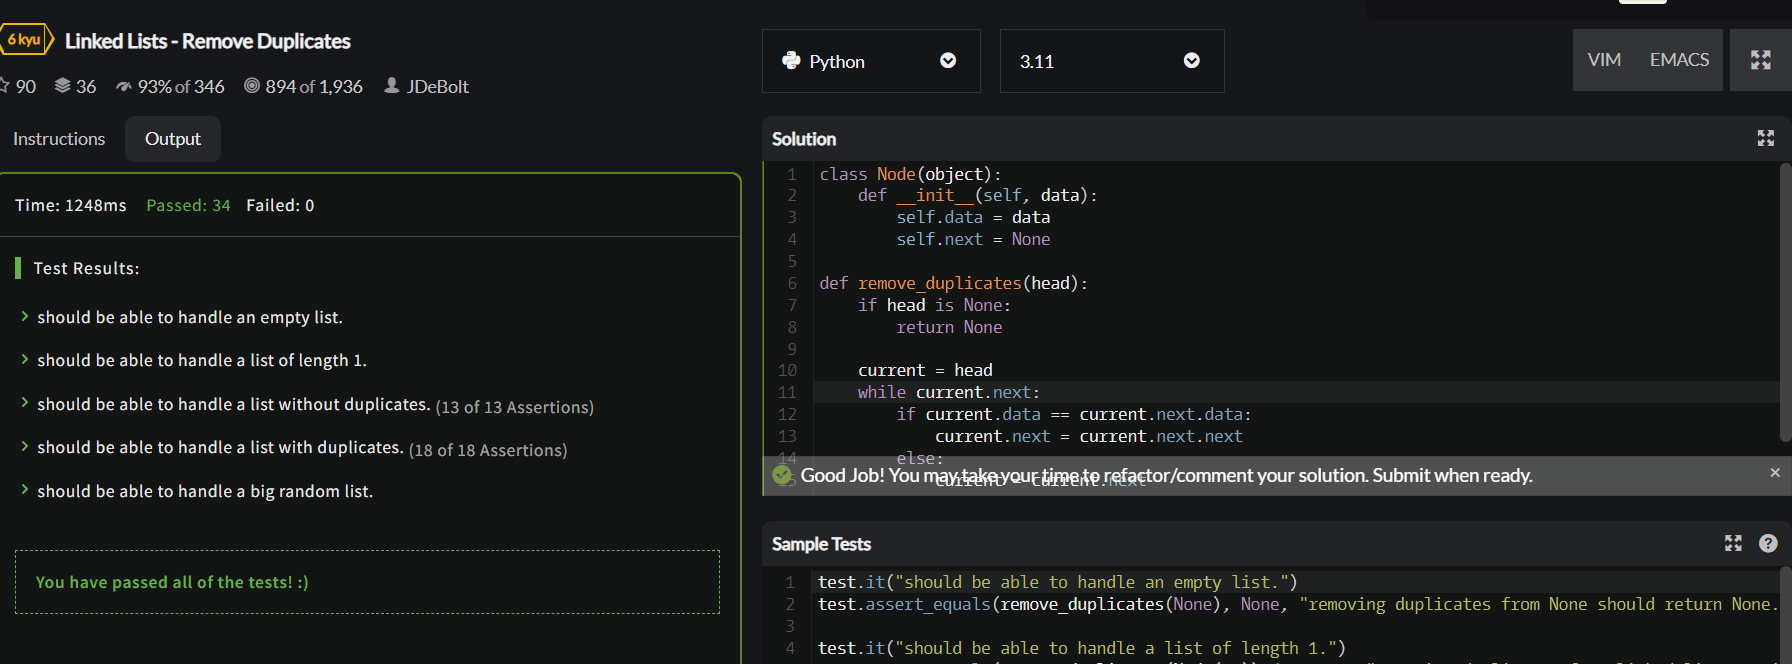 6 kyu Linked Lists - Remove Duplicates
90 36 93% of 346 894 of 1,936 JDeBolt
Instructions Output
Time: 1248ms Passed: 34 Failed: 0
Test Results:
should be able to handle an empty list.
should be able to handle a list of length 1.
should be able to handle a list without duplicates. (13 of 13 Assertions)
should be able to handle a list with duplicates. (18 of 18 Assertions)
should be able to handle a big random list.
You have passed all of the tests! :)
Python 3.11 VIM EMACS
Solution
1 class Node(object):
2     def __init__(self, data):
3         self.data = data
4         self.next = None
5
6 def remove_duplicates(head):
7     if head is None:
8         return None
9
10     current = head
11     while current.next:
12         if current.data == current.next.data:
13             current.next = current.next.next
14         else:
15             current = current.next
Good Job! You may take your time to refactor/comment your solution. Submit when ready.
Sample Tests
1 test.it("should be able to handle an empty list.")
2 test.assert_equals(remove_duplicates(None), None, "removing duplicates from None should return None.
3
4 test.it("should be able to handle a list of length 1.")